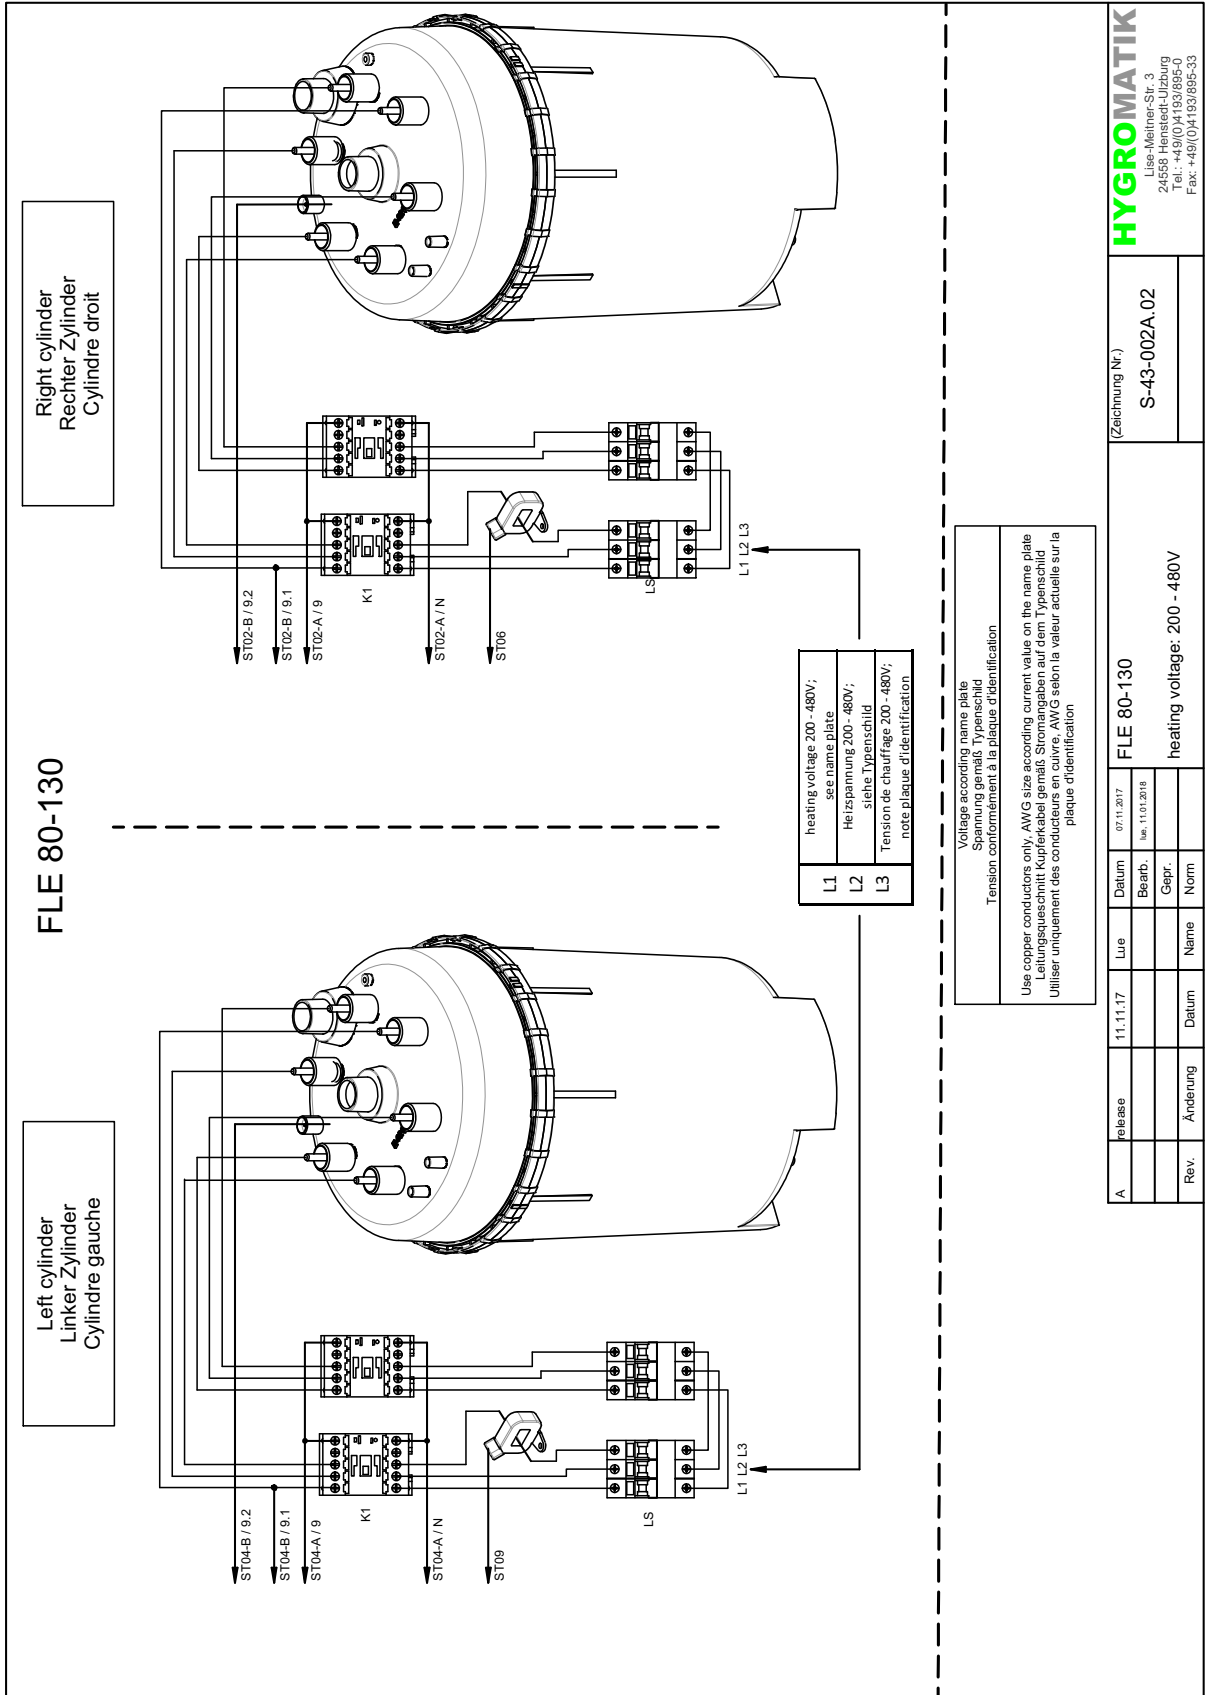 FLE 80-130
Left cylinder
Linker Zylinder
Cylindre gauche
Right cylinder
Rechter Zylinder
Cylindre droit
ST04-B / 9.2
ST04-B / 9.1
ST04-A / 9
K1
ST04-A / N
ST09
LS
L1 L2 L3
ST02-B / 9.2
ST02-B / 9.1
ST02-A / 9
K1
ST02-A / N
ST06
LS
L1 L2 L3
L1
L2
L3
heating voltage 200 - 480V;
see name plate
Heizspannung 200 - 480V;
siehe Typenschild
Tension de chauffage 200 - 480V;
note plaque d'identification
Voltage according name plate
Spannung gemäß Typenschild
Tension conformément à la plaque d'identification
Use copper conductors only, AWG size according current value on the name plate
Leitungsqueschnitt Kupferkabel gemäß Stromangaben auf dem Typenschild
Utiliser uniquement des conducteurs en cuivre, AWG selon la valeur actuelle sur la
plaque d'identification
A release 11.11.17 Lue
Rev. Änderung Datum Name
Datum 07.11.2017
Bearb. lue, 11.01.2018
Gepr.
Norm
FLE 80-130
heating voltage: 200 - 480V
(Zeichnung Nr.)
S-43-002A.02
HYGROMATIK
Lise-Meitner-Str. 3
24558 Henstedt-Ulzburg
Tel.: +49/(0)4193/895-0
Fax: +49/(0)4193/895-33